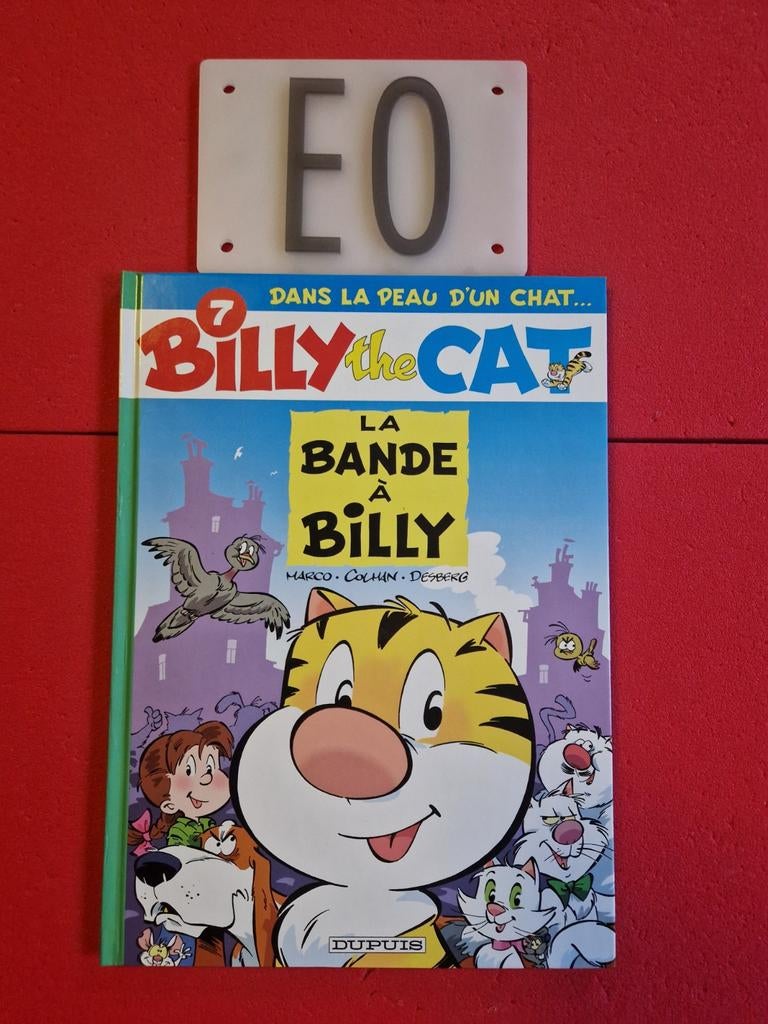 EO
DANS LA PEAU D'UN CHAT...
7
BiLLY the CAT
LA
BANDE
À
BiLLY
MARCO · COLMAN · DESBERG
DUPUIS